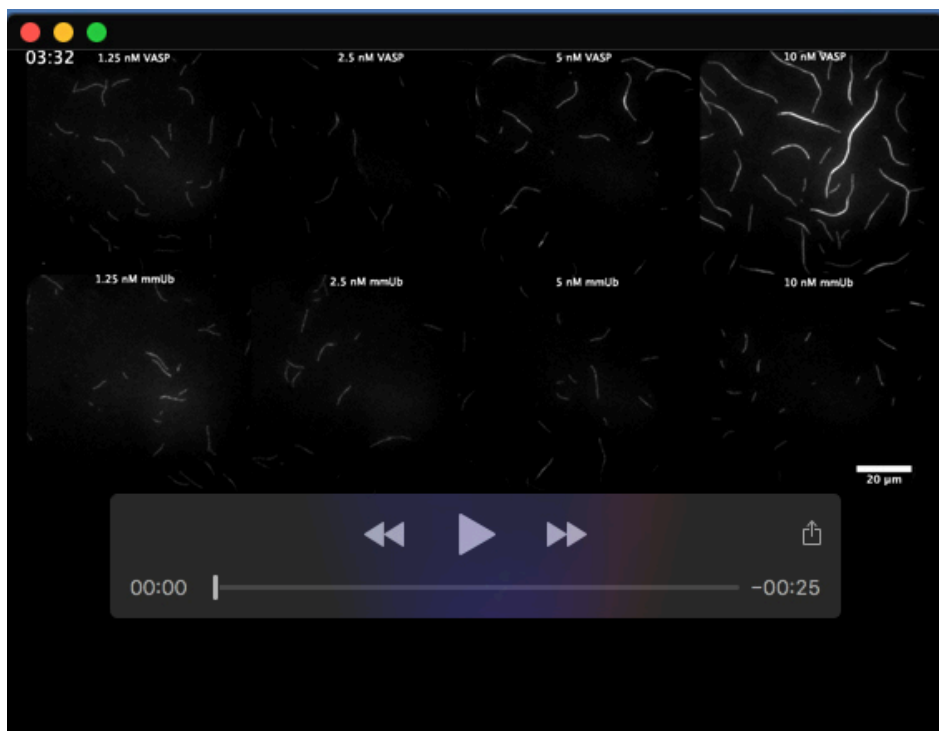 03:32
1.25 nM VASP
2.5 nM VASP
5 nM VASP
10 nM VASP
1.25 nM mmUb
2.5 nM mmUb
5 nM mmUb
10 nM mmUb
20 µm
00:00
-00:25